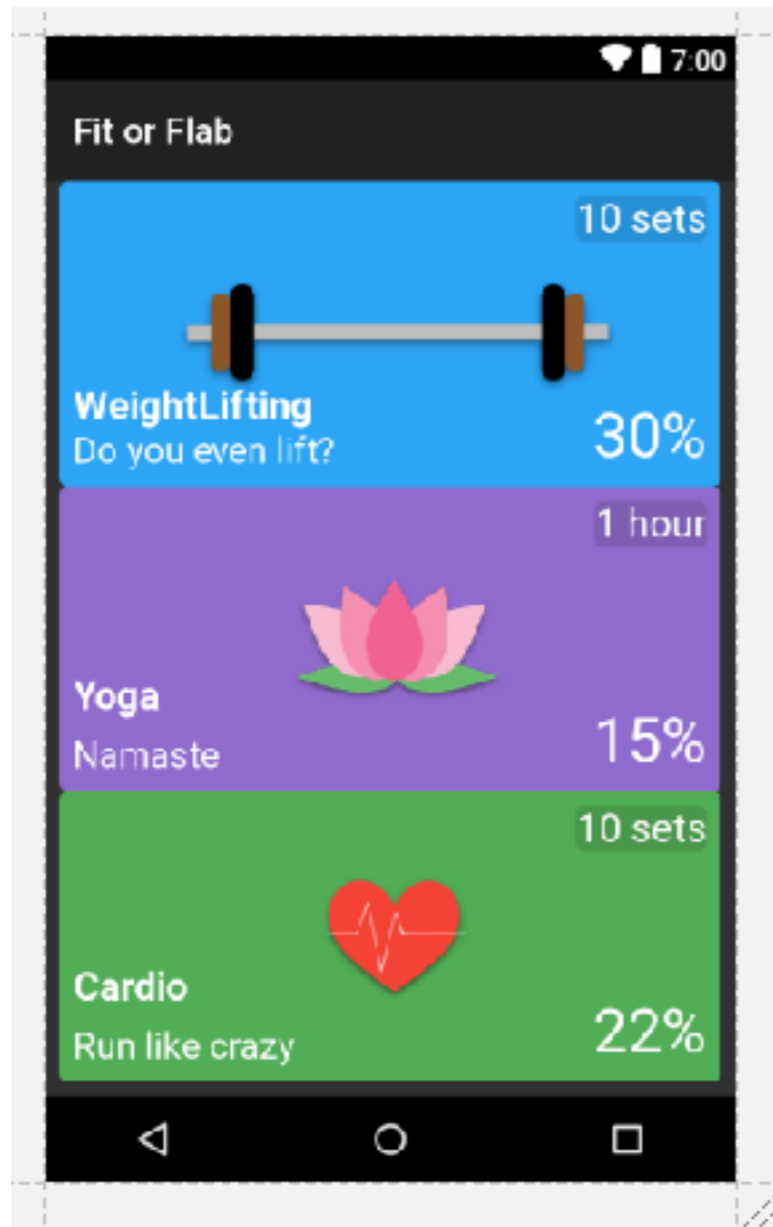 7:00
Fit or Flab
10 sets
WeightLifting
Do you even lift?
30%
1 hour
Yoga
Namaste
15%
10 sets
Cardio
Run like crazy
22%